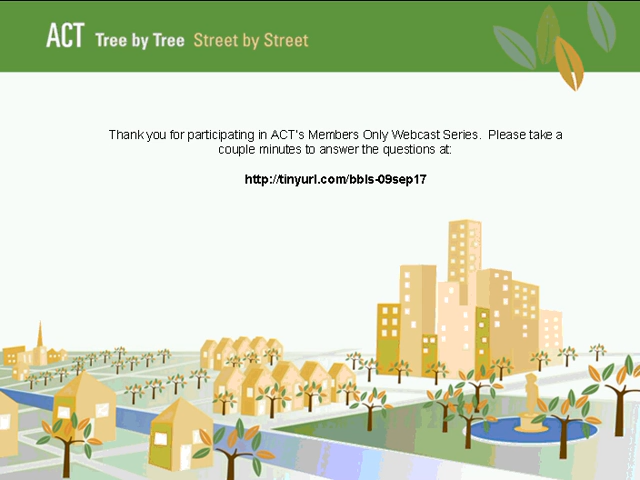 ACT Tree by Tree Street by Street
Thank you for participating in ACT's Members Only Webcast Series.  Please take a
couple minutes to answer the questions at:
http://tinyurl.com/bbls-09sep17